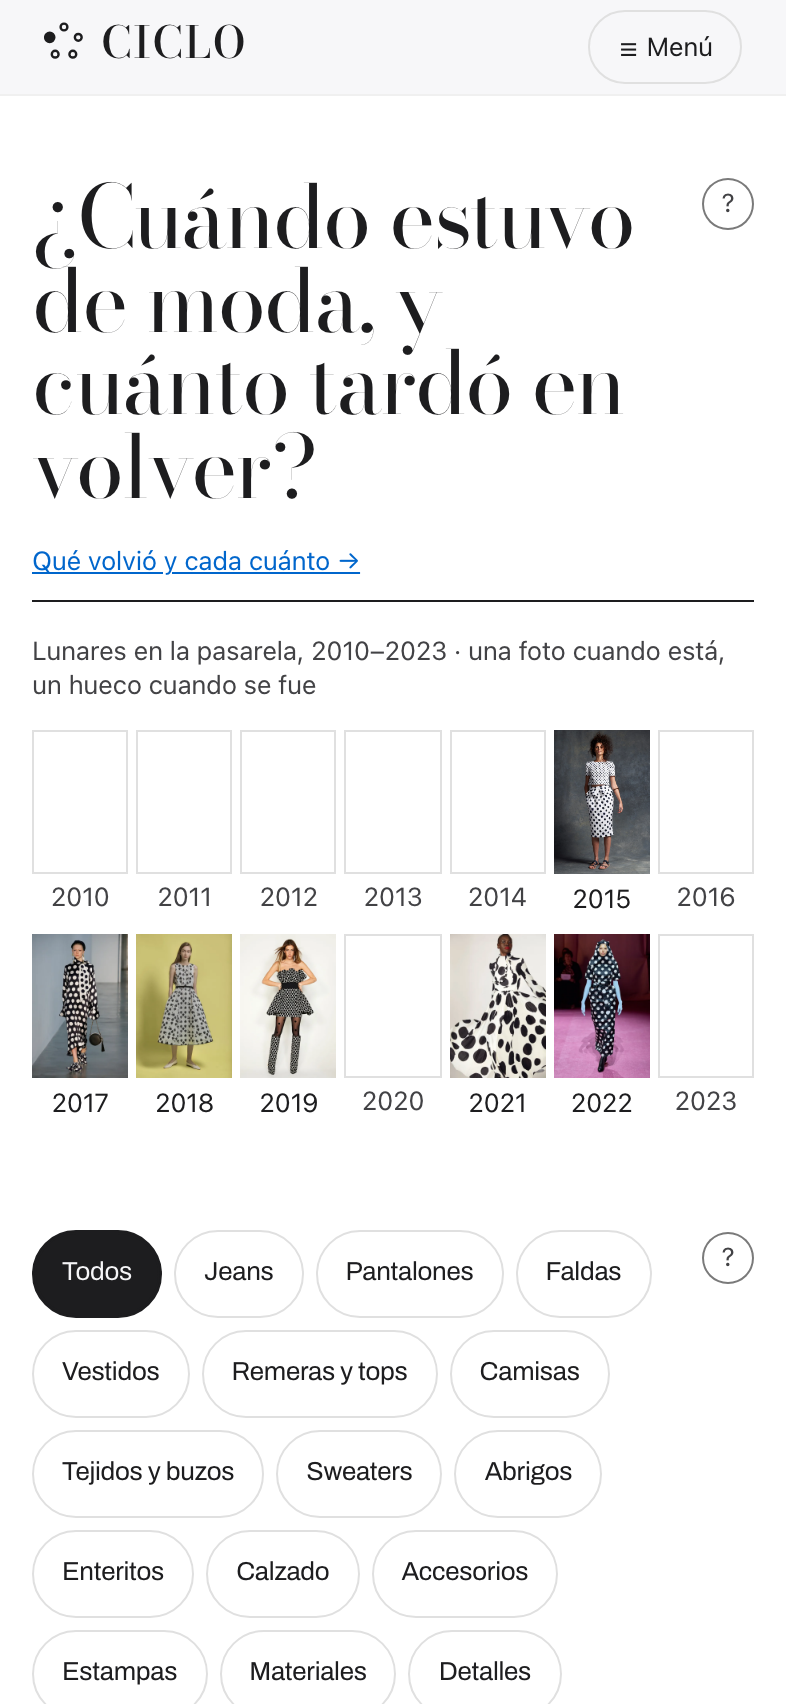 CICLO
≡ Menú
¿Cuándo estuvo
de moda, y
cuánto tardó en
volver?
?
Qué volvió y cada cuánto →
Lunares en la pasarela, 2010–2023 · una foto cuando está,
un hueco cuando se fue
2010 2011 2012 2013 2014 2015 2016
2017 2018 2019 2020 2021 2022 2023
Todos Jeans Pantalones Faldas ?
Vestidos Remeras y tops Camisas
Tejidos y buzos Sweaters Abrigos
Enteritos Calzado Accesorios
Estampas Materiales Detalles